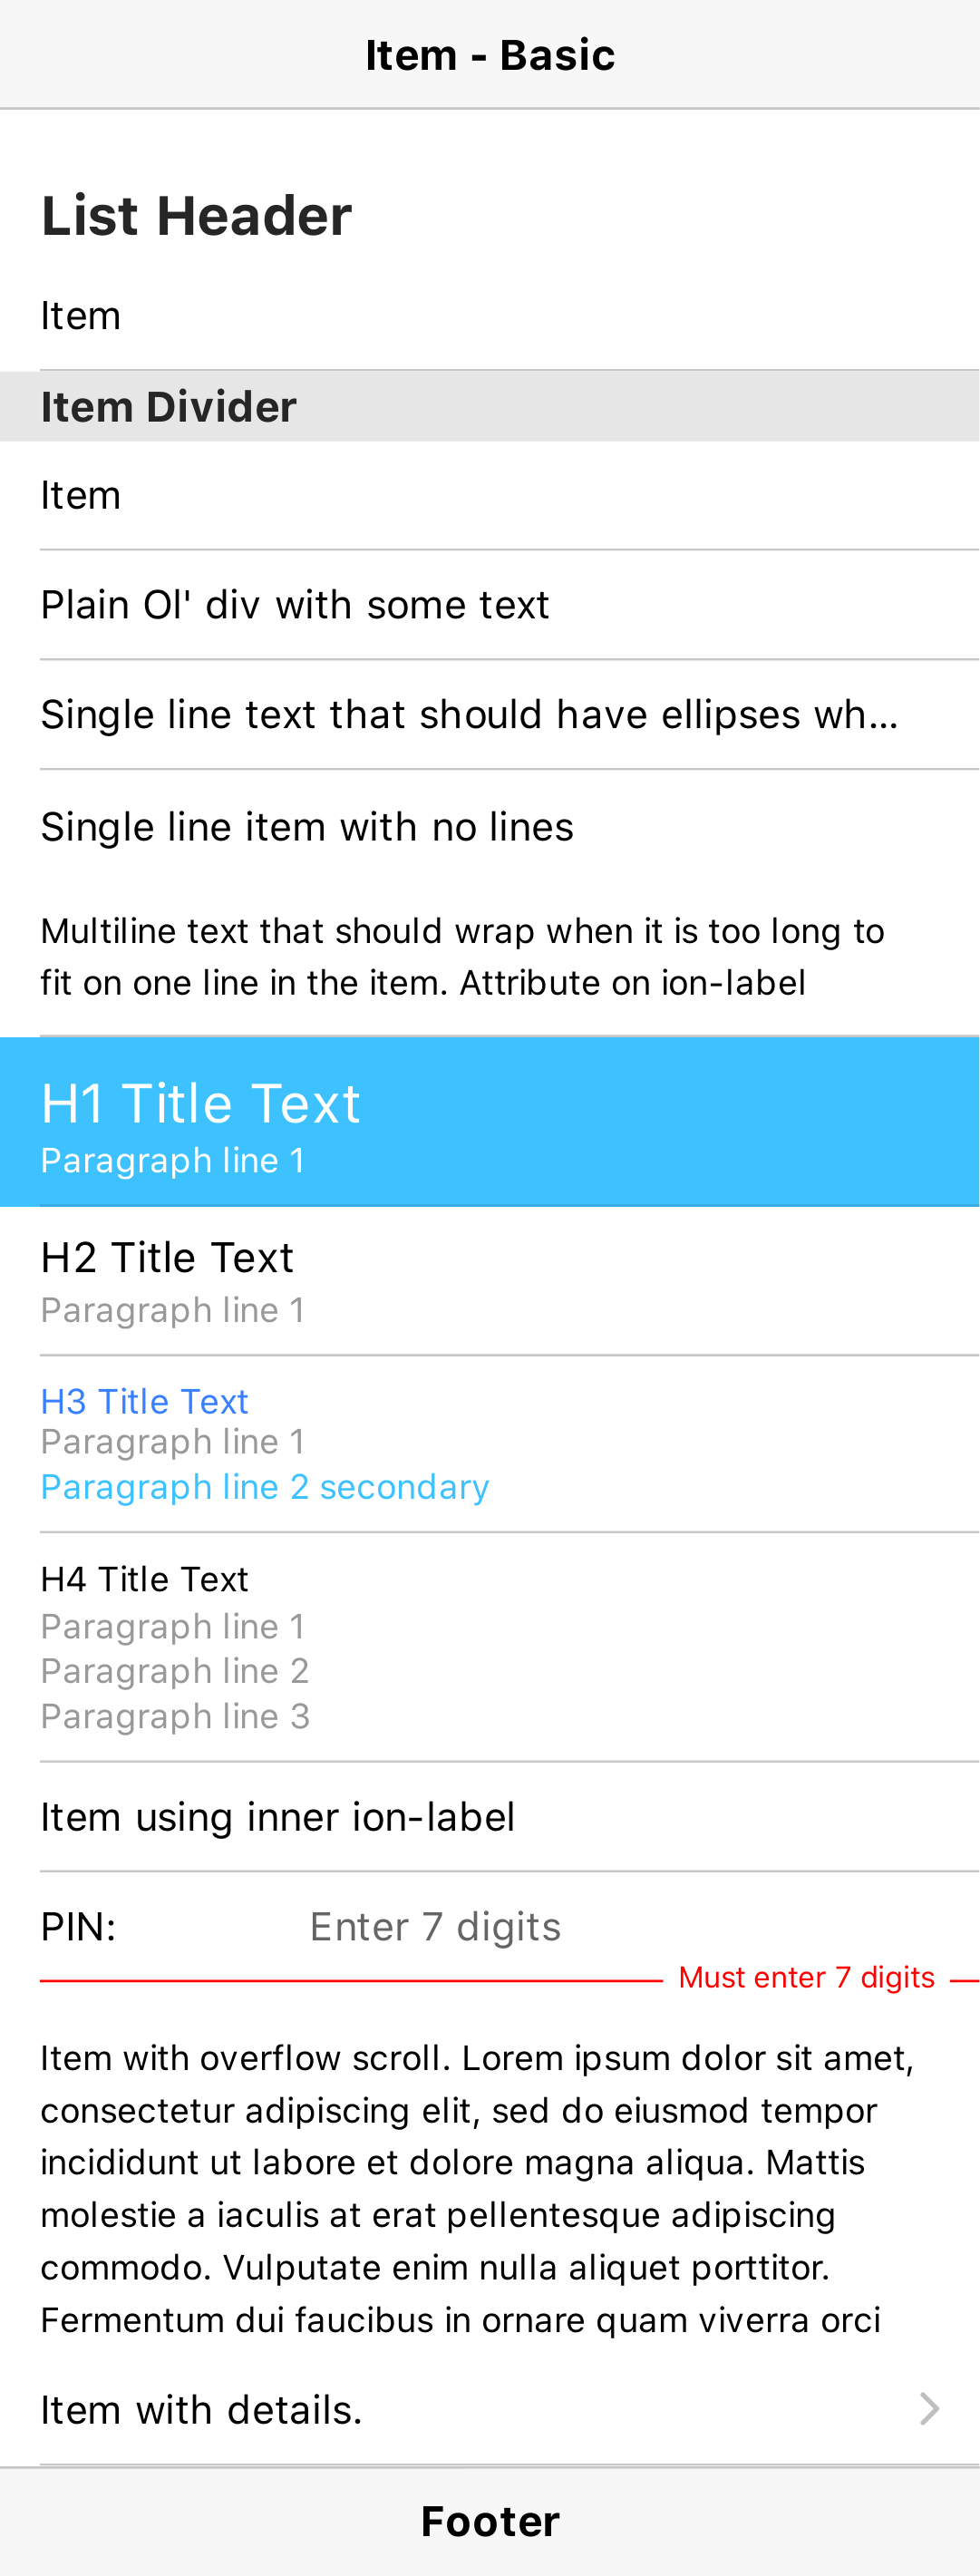 Item - Basic
List Header
Item
Item Divider
Item
Plain Ol' div with some text
Single line text that should have ellipses wh...
Single line item with no lines
Multiline text that should wrap when it is too long to
fit on one line in the item. Attribute on ion-label
H1 Title Text
Paragraph line 1
H2 Title Text
Paragraph line 1
H3 Title Text
Paragraph line 1
Paragraph line 2 secondary
H4 Title Text
Paragraph line 1
Paragraph line 2
Paragraph line 3
Item using inner ion-label
PIN: Enter 7 digits
Must enter 7 digits
Item with overflow scroll. Lorem ipsum dolor sit amet,
consectetur adipiscing elit, sed do eiusmod tempor
incididunt ut labore et dolore magna aliqua. Mattis
molestie a iaculis at erat pellentesque adipiscing
commodo. Vulputate enim nulla aliquet porttitor.
Fermentum dui faucibus in ornare quam viverra orci
Item with details.
Footer